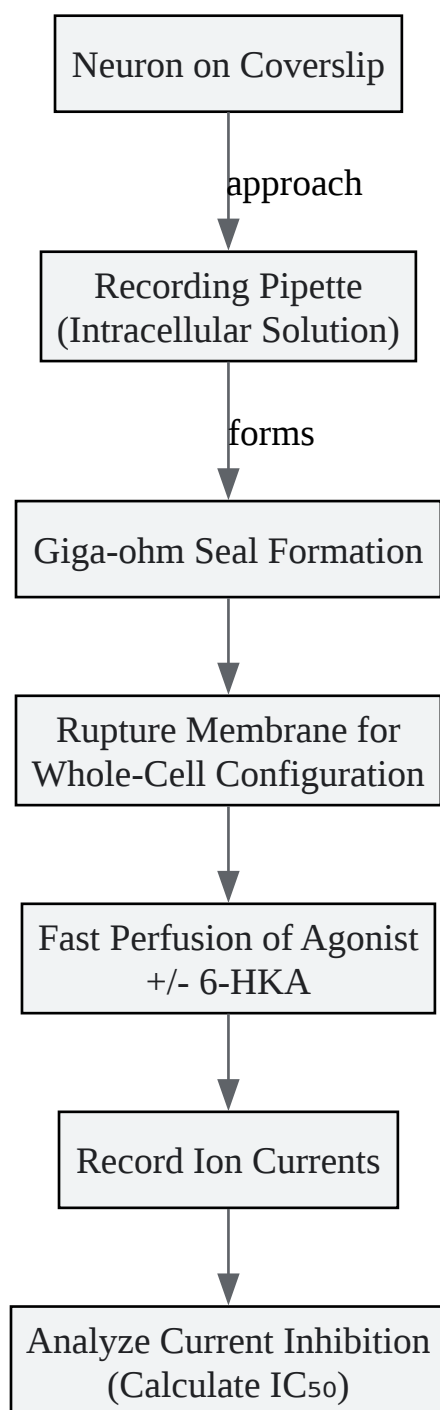 Neuron on Coverslip
approach
Recording Pipette
(Intracellular Solution)
forms
Giga-ohm Seal Formation
Rupture Membrane for
Whole-Cell Configuration
Fast Perfusion of Agonist
+/- 6-HKA
Record Ion Currents
Analyze Current Inhibition
(Calculate IC₅₀)